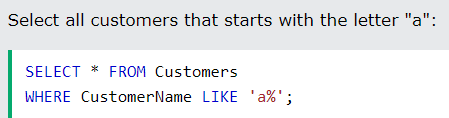 Select all customers that starts with the letter "a":
SELECT * FROM Customers
WHERE CustomerName LIKE 'a%';